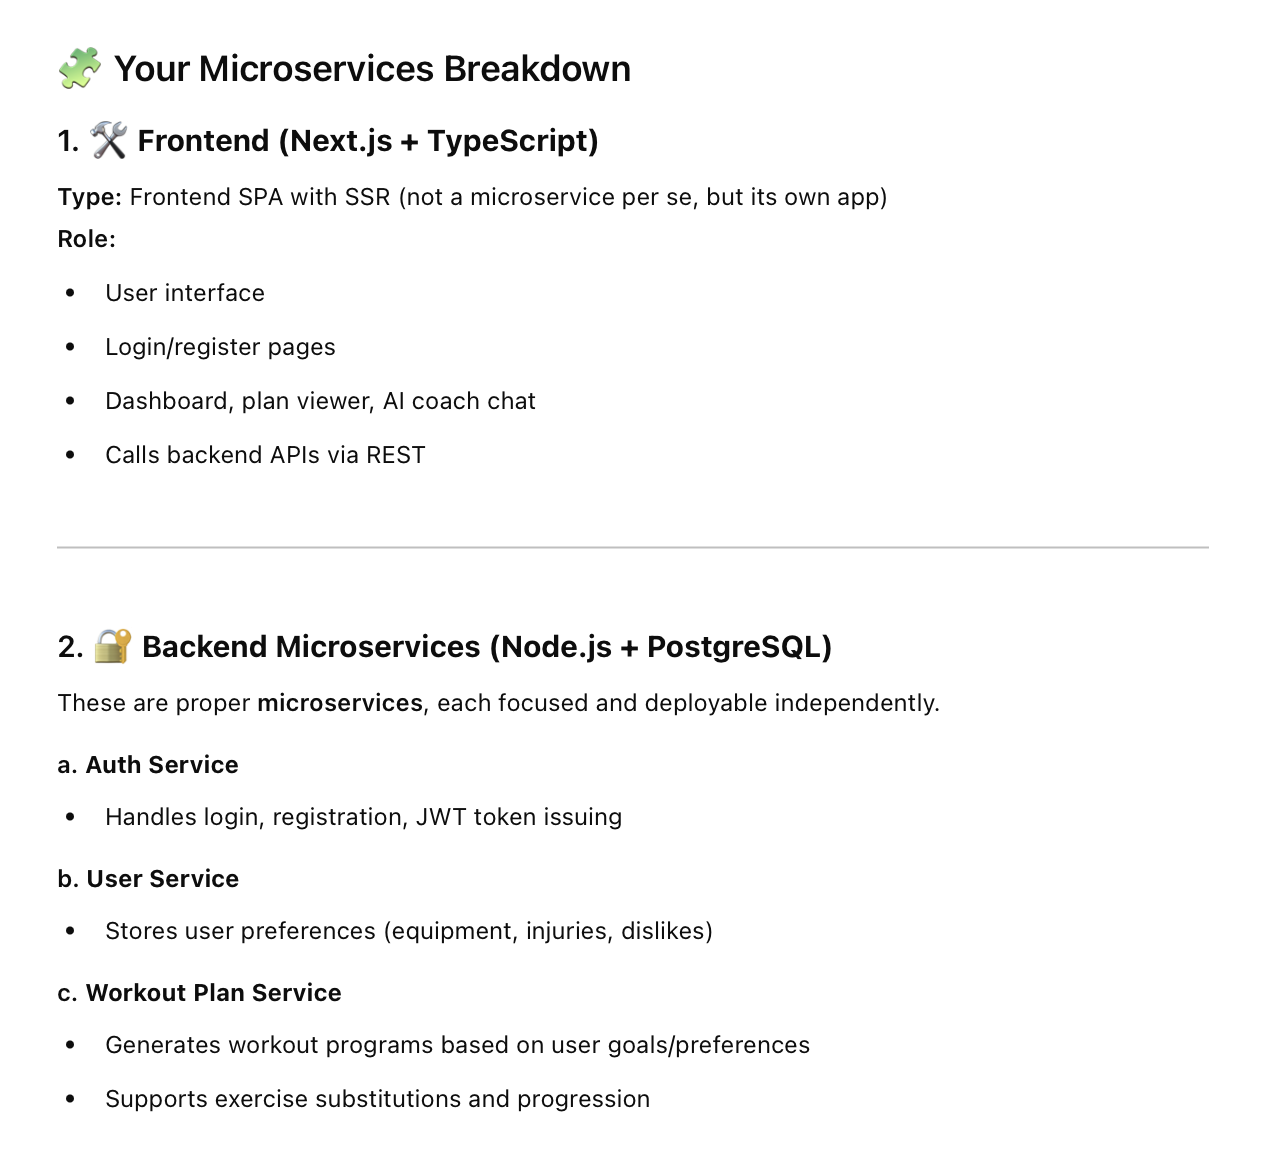 🧩 Your Microservices Breakdown
1. 🛠️ Frontend (Next.js + TypeScript)
Type: Frontend SPA with SSR (not a microservice per se, but its own app)
Role:
• User interface
• Login/register pages
• Dashboard, plan viewer, AI coach chat
• Calls backend APIs via REST
2. 🔐 Backend Microservices (Node.js + PostgreSQL)
These are proper microservices, each focused and deployable independently.
a. Auth Service
• Handles login, registration, JWT token issuing
b. User Service
• Stores user preferences (equipment, injuries, dislikes)
c. Workout Plan Service
• Generates workout programs based on user goals/preferences
• Supports exercise substitutions and progression